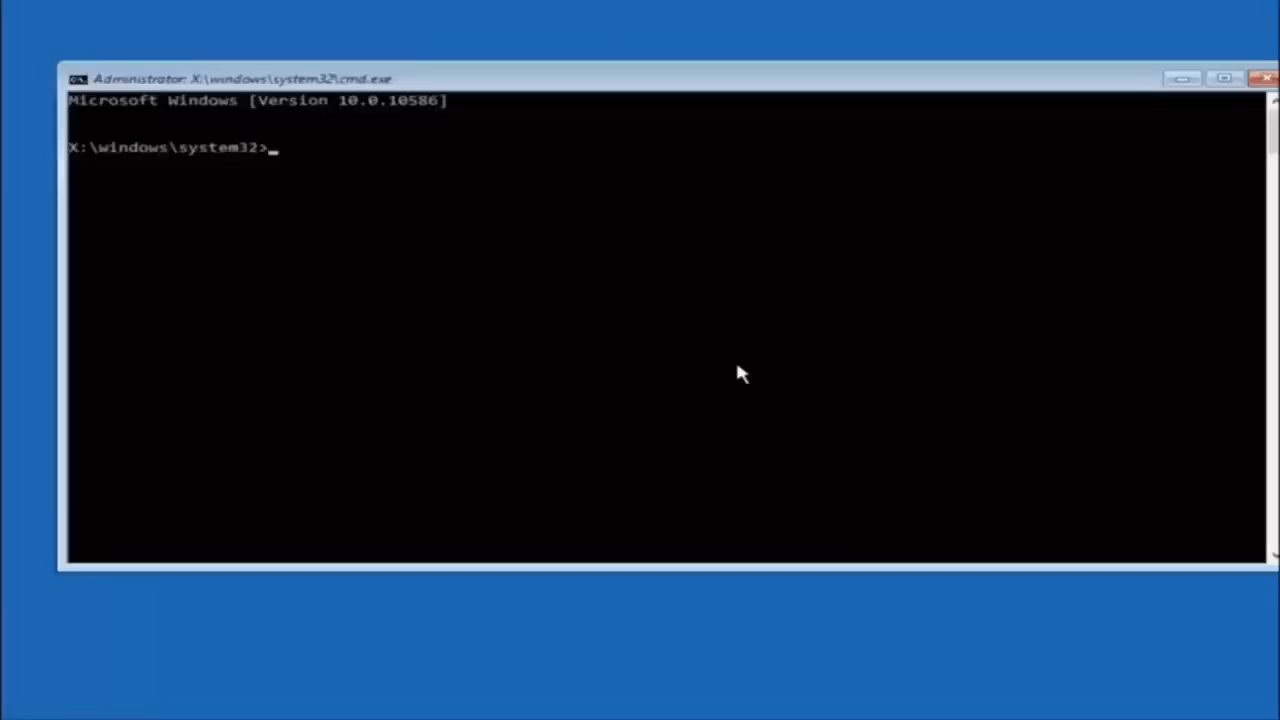 Administrator: X:\windows\system32\cmd.exe
Microsoft Windows [Version 10.0.10586]
X:\windows\system32>